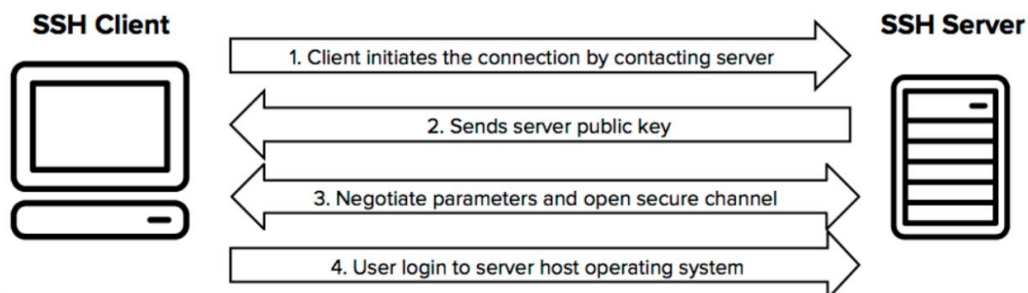 SSH Client
SSH Server
1. Client initiates the connection by contacting server
2. Sends server public key
3. Negotiate parameters and open secure channel
4. User login to server host operating system